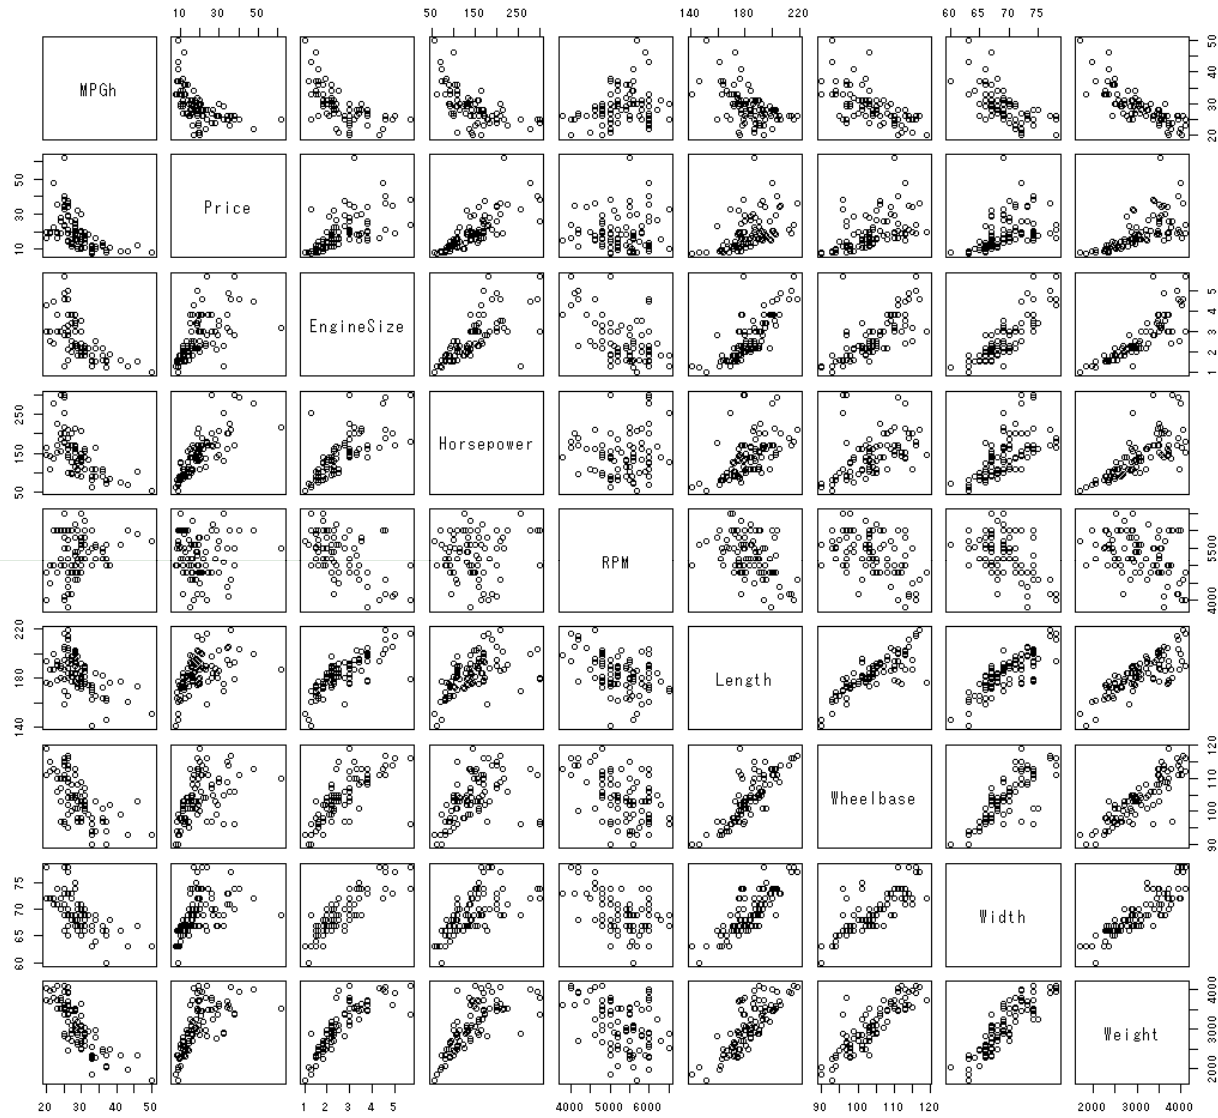 10 30 50
50 150 250
140 180 220
60 65 70 75
MPGh
20 30 40 50
10 30 50
Price
EngineSize
1 2 3 4 5
50 150 250
Horsepower
RPM
4000 5500
140 180 220
Length
Wheelbase
90 100 110 120
60 65 70 75
Width
Weight
2000 3000 4000
20 30 40 50
1 2 3 4 5
4000 5000 6000
90 100 110 120
2000 3000 4000